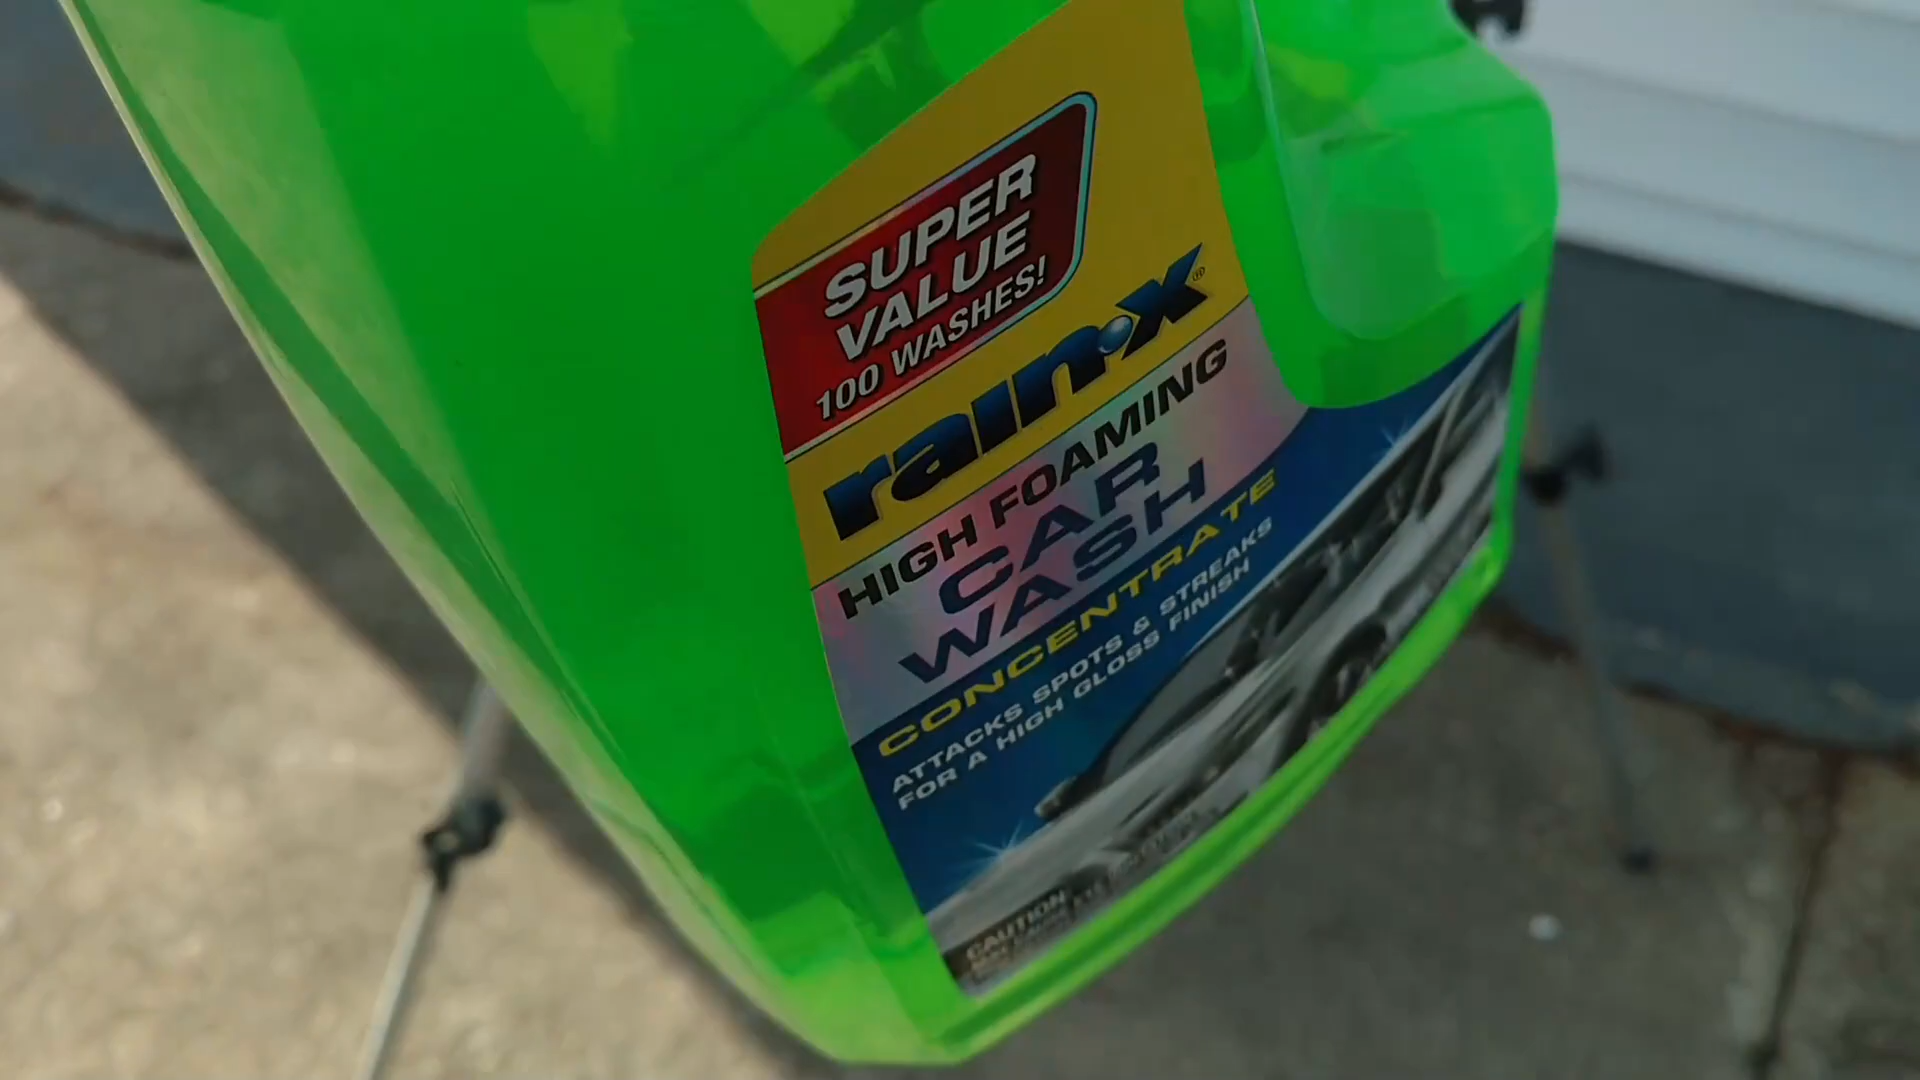 SUPER
VALUE
100 WASHES!
rain-x®
HIGH FOAMING
CAR
WASH
CONCENTRATE
ATTACKS SPOTS & STREAKS
FOR A HIGH GLOSS FINISH
CAUTION: